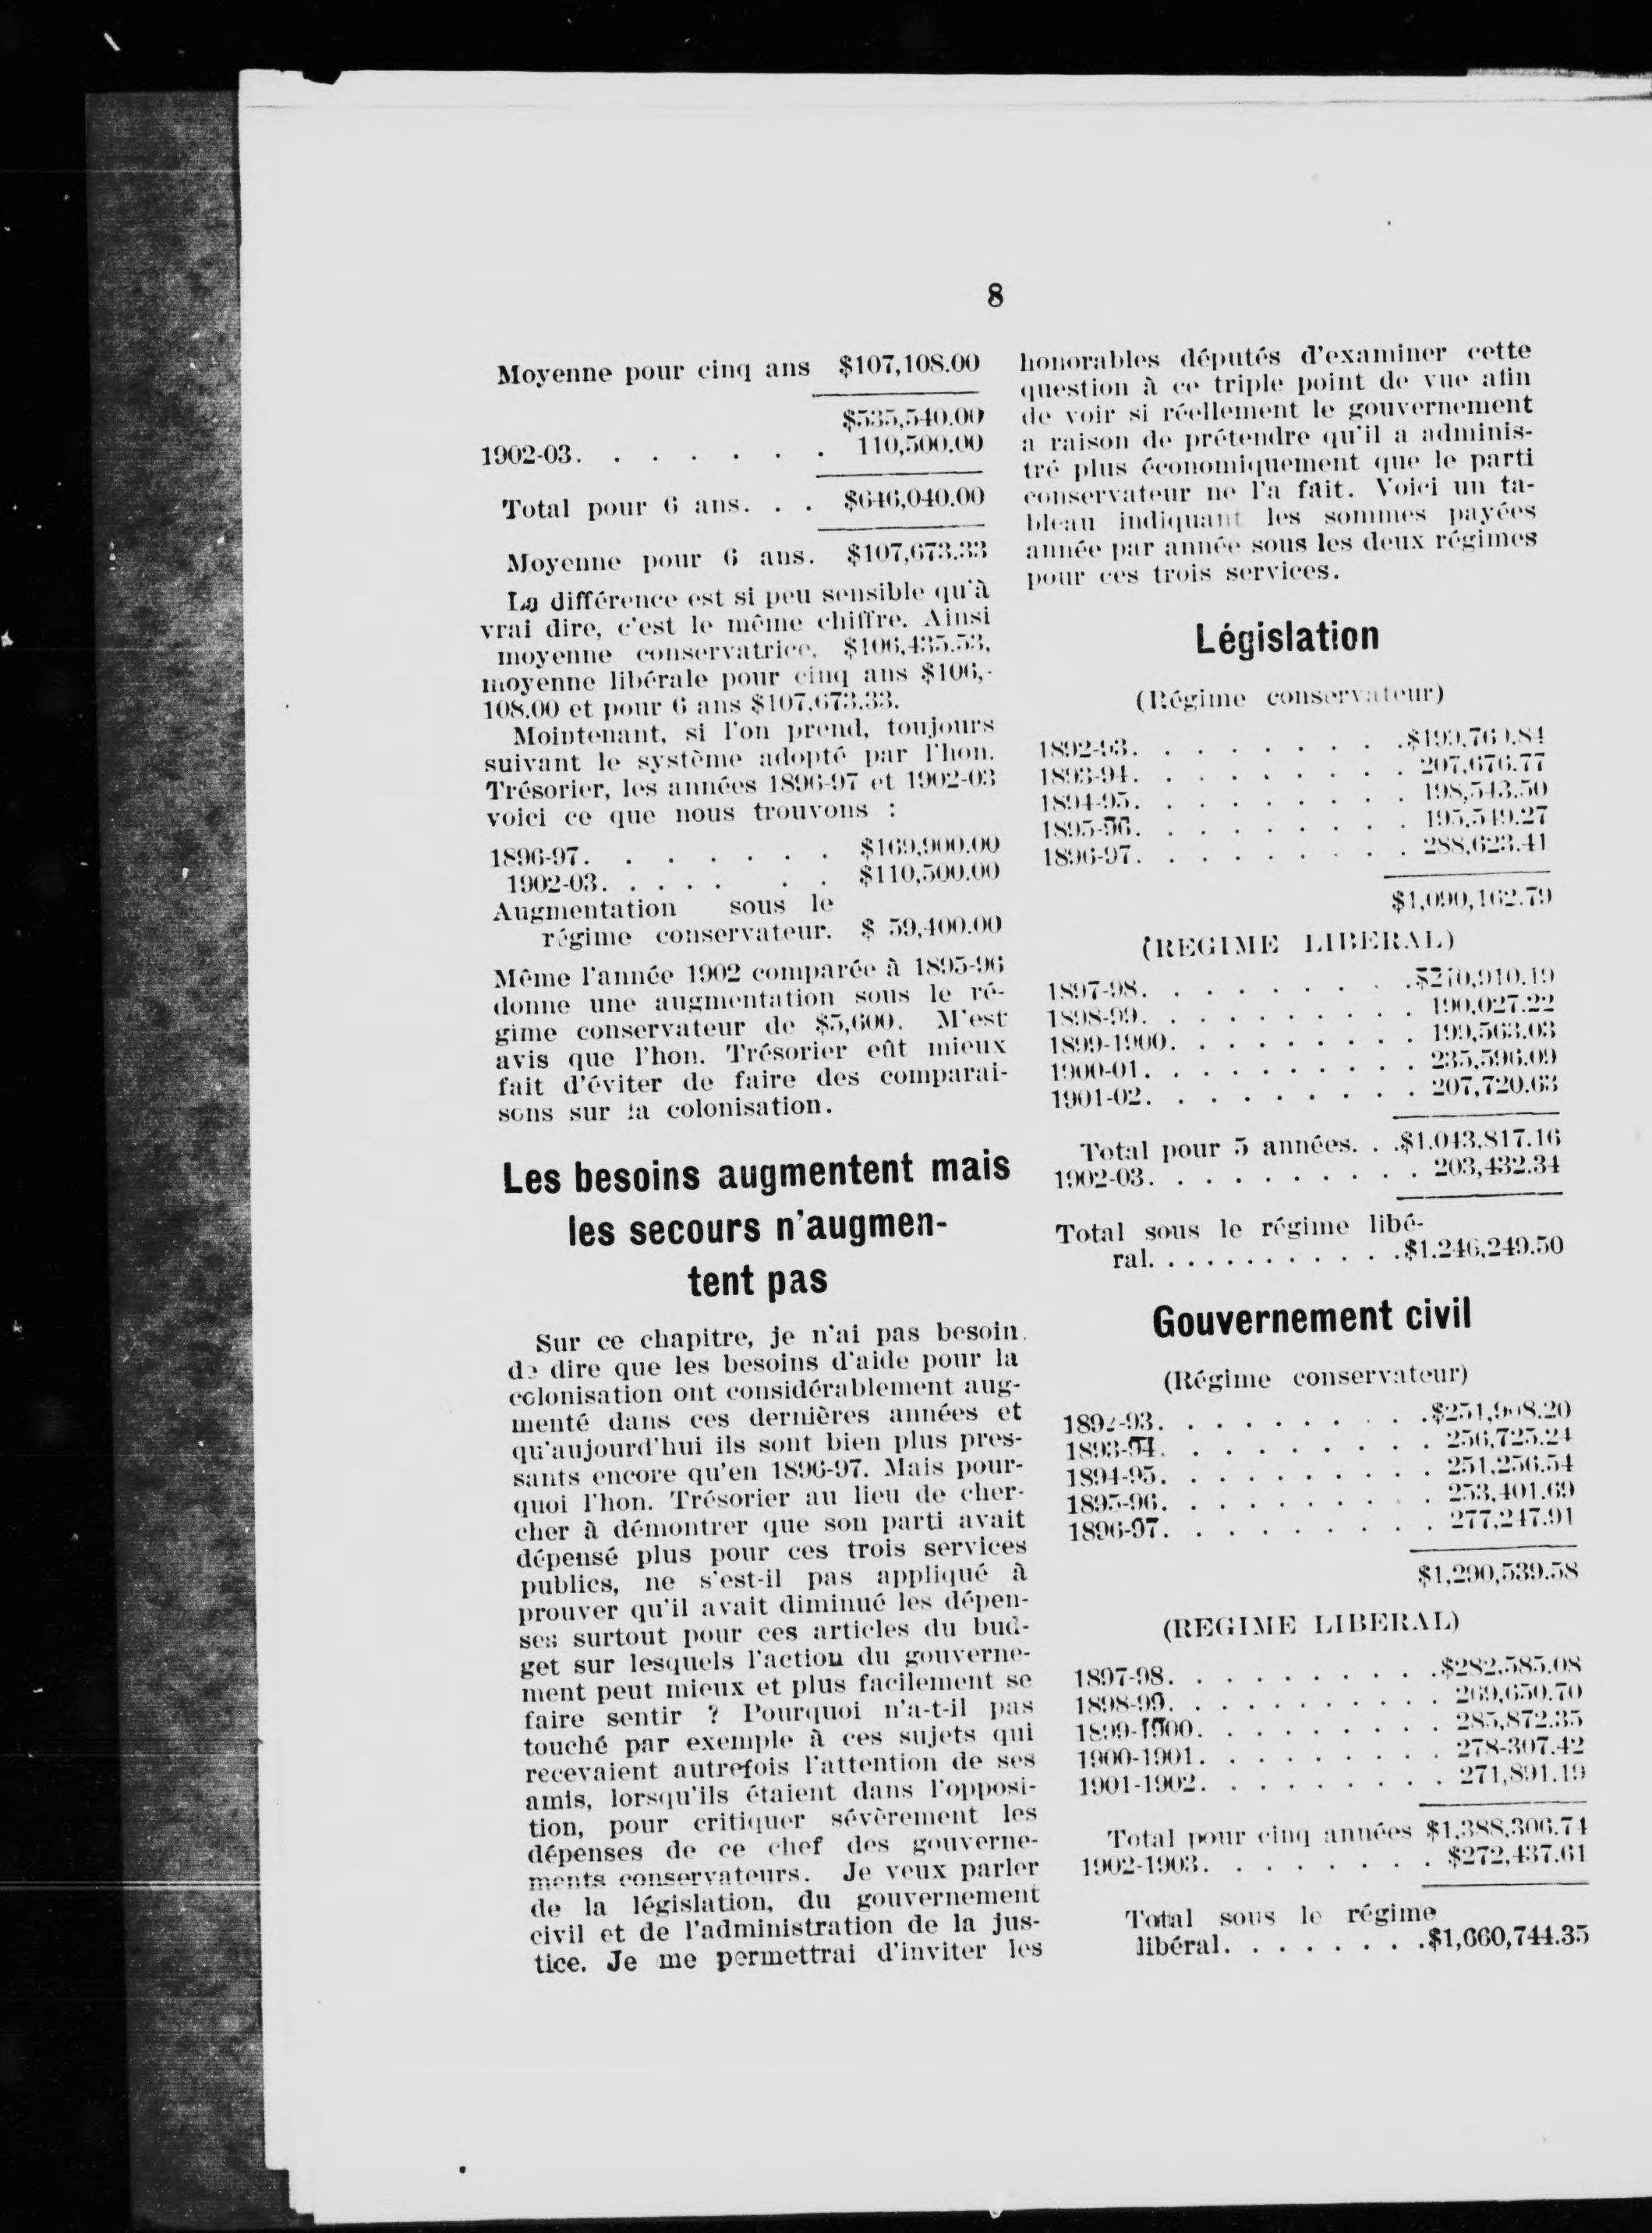 8
Moyenne pour cinq ans $107,108.00
$535,540.00
1902-03. . . . . . . 110,500.00
Total pour 6 ans. . . $646,040.00
Moyenne pour 6 ans. $107,673.33
La différence est si peu sensible qu'à
vrai dire, c'est le même chiffre. Ainsi
moyenne conservatrice, $106,435.53,
moyenne libérale pour cinq ans $106,-
108.00 et pour 6 ans $107,673.33.
Mointenant, si l'on prend, toujours
suivant le système adopté par l'hon.
Trésorier, les années 1896-97 et 1902-03
voici ce que nous trouvons :
1896-97. . . . . . . $169,900.00
1902-03. . . . . . . $110,500.00
Augmentation sous le
régime conservateur. $ 59,400.00
Même l'année 1902 comparée à 1895-96
donne une augmentation sous le ré-
gime conservateur de $5,600. M'est
avis que l'hon. Trésorier eût mieux
fait d'éviter de faire des comparai-
sons sur la colonisation.
Les besoins augmentent mais
les secours n'augmen-
tent pas
Sur ce chapitre, je n'ai pas besoin
de dire que les besoins d'aide pour la
colonisation ont considérablement aug-
menté dans ces dernières années et
qu'aujourd'hui ils sont bien plus pres-
sants encore qu'en 1896-97. Mais pour-
quoi l'hon. Trésorier au lieu de cher-
cher à démontrer que son parti avait
dépensé plus pour ces trois services
publics, ne s'est-il pas appliqué à
prouver qu'il avait diminué les dépen-
ses surtout pour ces articles du bud-
get sur lesquels l'action du gouverne-
ment peut mieux et plus facilement se
faire sentir ? Pourquoi n'a-t-il pas
touché par exemple à ces sujets qui
recevaient autrefois l'attention de ses
amis, lorsqu'ils étaient dans l'opposi-
tion, pour critiquer sévèrement les
dépenses de ce chef des gouverne-
ments conservateurs. Je veux parler
de la législation, du gouvernement
civil et de l'administration de la jus-
tice. Je me permettrai d'inviter les
honorables députés d'examiner cette
question à ce triple point de vue afin
de voir si réellement le gouvernement
a raison de prétendre qu'il a adminis-
tré plus économiquement que le parti
conservateur ne l'a fait. Voici un ta-
bleau indiquant les sommes payées
année par année sous les deux régimes
pour ces trois services.
Législation
(Régime conservateur)
1892-93. . . . . . . . .$199,769.84
1893-94. . . . . . . . . 207,676.77
1894-95. . . . . . . . . 198,543.50
1895-96. . . . . . . . . 195,549.27
1896-97. . . . . . . . . 288,623.41
$1,090,162.79
(REGIME LIBERAL)
1897-98. . . . . . . . .$210,910.19
1898-99. . . . . . . . . 190,027.22
1899-1900. . . . . . . . . 199,563.03
1900-01. . . . . . . . . . 235,596.09
1901-02. . . . . . . . . . 207,720.63
Total pour 5 années. . .$1.043.817.16
1902-03. . . . . . . . . . 203,432.34
Total sous le régime libé-
ral. . . . . . . . . . . .$1.246,249.50
Gouvernement civil
(Régime conservateur)
1892-93. . . . . . . . . .$251,908.20
1893-94. . . . . . . . . . 256,725.24
1894-95. . . . . . . . . . 251,256.54
1895-96. . . . . . . . . . 253,401.69
1896-97. . . . . . . . . . 277,247.91
$1,290,539.58
(REGIME LIBERAL)
1897-98. . . . . . . . . .$282,585.08
1898-99. . . . . . . . . . 269,650.70
1899-1900. . . . . . . . . 285,872.35
1900-1901. . . . . . . . . 278-307.42
1901-1902. . . . . . . . . 271,891.19
Total pour cinq années $1,388,306.74
1902-1903. . . . . . . . . $272,437.61
Total sous le régime
libéral. . . . . . . . .$1,660,744.35